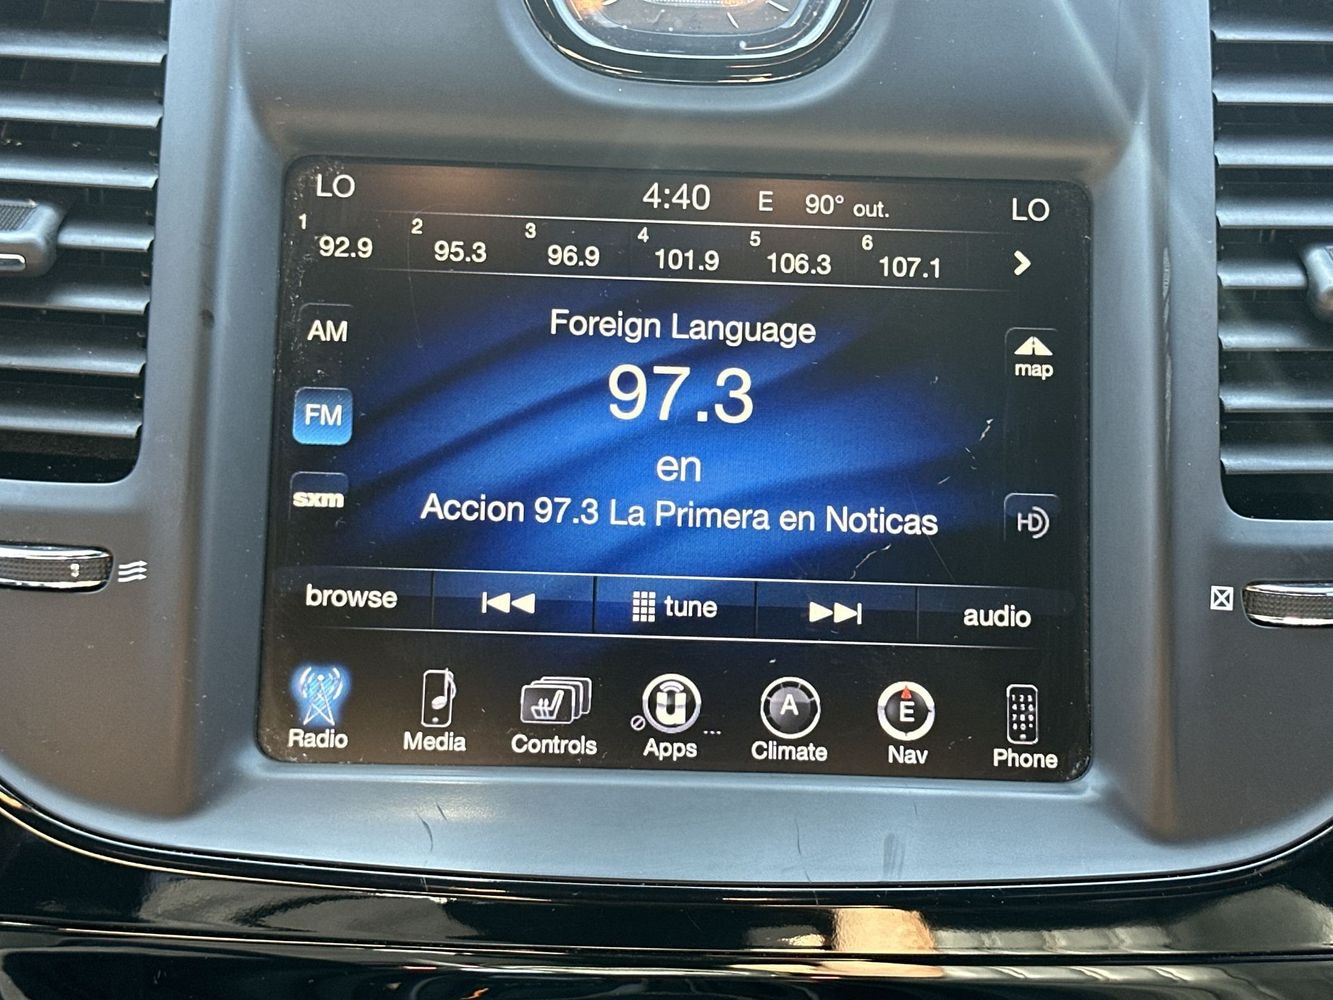 LO 4:40 E 90° out. LO
1 92.9 2 95.3 3 96.9 4 101.9 5 106.3 6 107.1
AM
Foreign Language
map
97.3
FM
en
sxm
Accion 97.3 La Primera en Noticas
HD
browse tune audio
Radio Media Controls Apps ... Climate Nav Phone
A
E